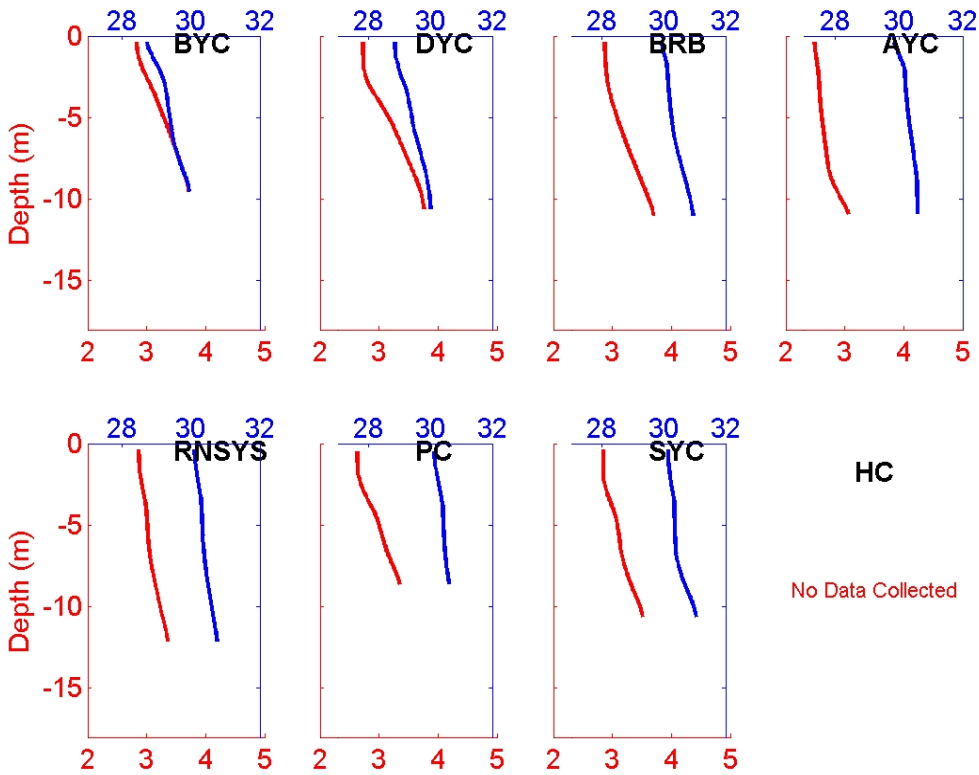 28 30 32 28 30 32 28 30 32 28 30 32
BYC DYC BRB AYC
0
-5
-10
-15
Depth (m)
2 3 4 5 2 3 4 5 2 3 4 5 2 3 4 5
28 30 32 28 30 32 28 30 32
RNSYS PC SYC
HC
0
-5
-10
-15
Depth (m)
No Data Collected
2 3 4 5 2 3 4 5 2 3 4 5